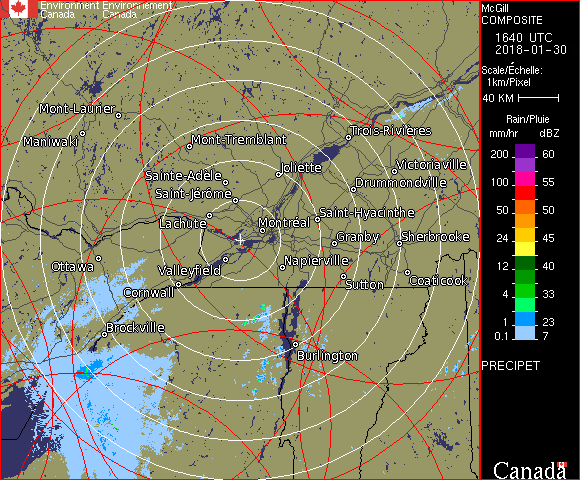 Environment Environnement
Canada Canada
McGill
COMPOSITE
1640 UTC
2018-01-30
Scale/Échelle:
1km/Pixel
40 KM
Rain/Pluie
mm/hr dBZ
200 60
155
100 55
50 50
24 45
12 40
4 33
1 23
0.1 7
PRECIPET
Canada
Mont-Laurier
Maniwaki
Mont-Tremblant
Trois-Rivières
Sainte-Adèle
Joliette
Victoriaville
Saint-Jérôme
Drummondville
Lachute
Montréal
Saint-Hyacinthe
Granby
Sherbrooke
Ottawa
Valleyfield
Napierville
Cornwall
Sutton
Coaticook
Brockville
Burlington